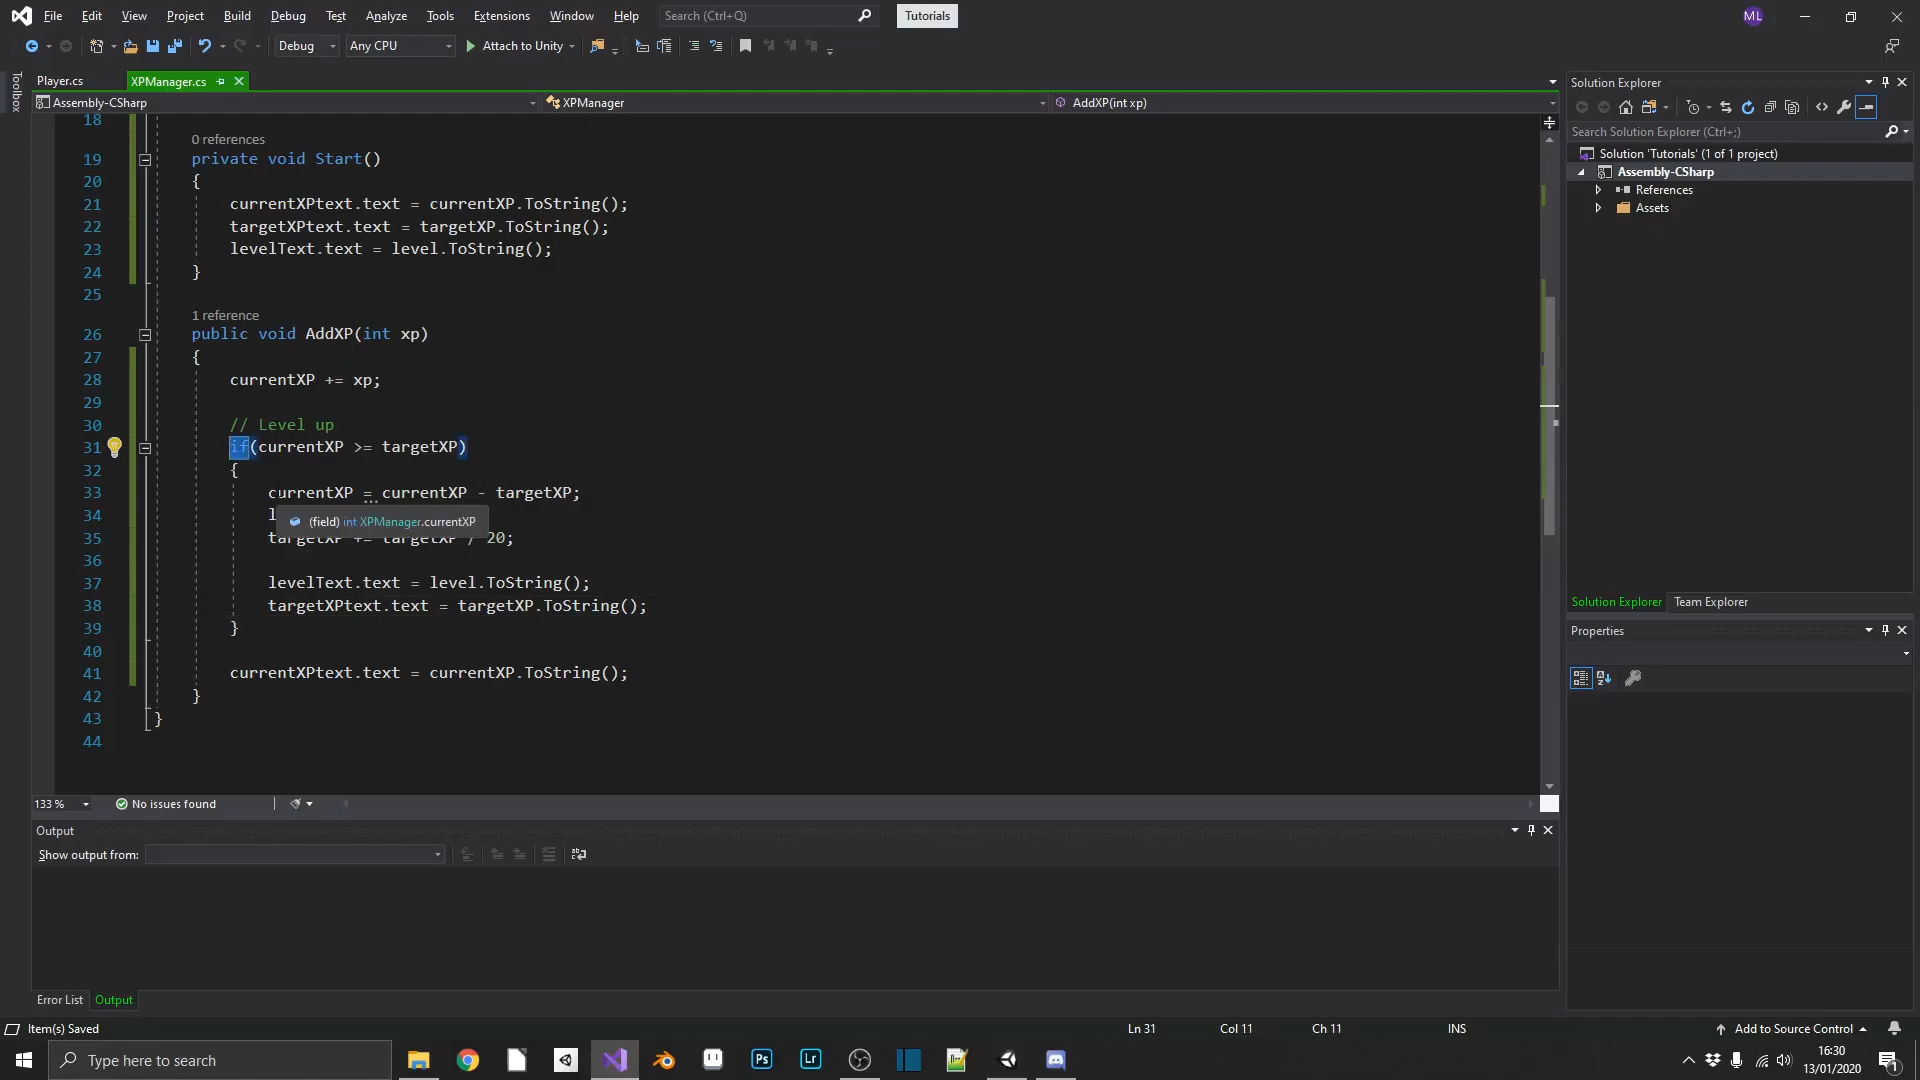 File Edit View Project Build Debug Test Analyze Tools Extensions Window Help Search (Ctrl+Q) Tutorials ML
Debug Any CPU Attach to Unity
Toolbox
Player.cs XPManager.cs
Assembly-CSharp XPManager AddXP(int xp)
18
0 references
19 private void Start()
20 {
21 currentXPtext.text = currentXP.ToString();
22 targetXPtext.text = targetXP.ToString();
23 levelText.text = level.ToString();
24 }
25
1 reference
26 public void AddXP(int xp)
27 {
28 currentXP += xp;
29
30 // Level up
31 if(currentXP >= targetXP)
32 {
33 currentXP = currentXP - targetXP;
34 l
(field) int XPManager.currentXP
35 targetXP += targetXP / 20;
36
37 levelText.text = level.ToString();
38 targetXPtext.text = targetXP.ToString();
39 }
40
41 currentXPtext.text = currentXP.ToString();
42 }
43 }
44
133 % No issues found
Output
Show output from:
Error List Output
Solution Explorer
Search Solution Explorer (Ctrl+;)
Solution 'Tutorials' (1 of 1 project)
Assembly-CSharp
References
Assets
Solution Explorer Team Explorer
Properties
Item(s) Saved Ln 31 Col 11 Ch 11 INS Add to Source Control
Type here to search Ps Lr 16:30
13/01/2020 1